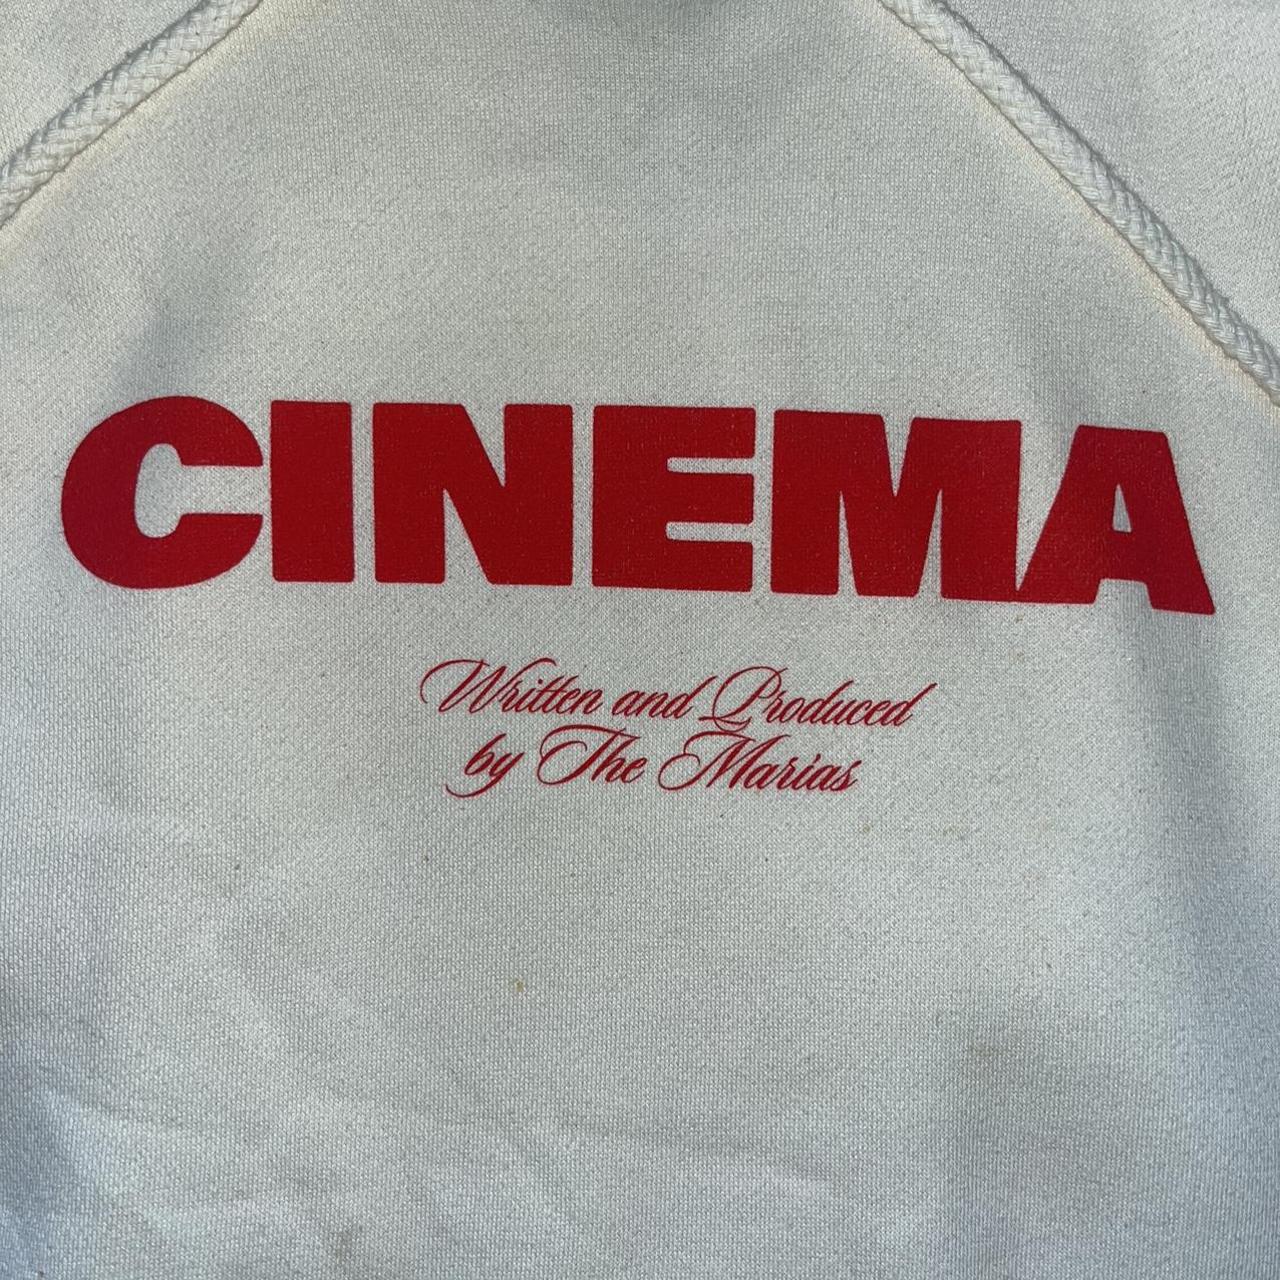 CINEMA
Written and Produced
by The Marias